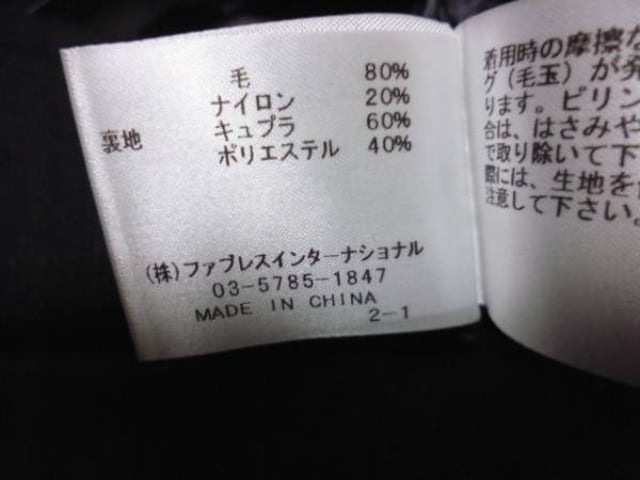 毛 80%
ナイロン 20%
裏地 キュプラ 60%
ポリエステル 40%
(株)ファブレスインターナショナル
03-5785-1847
MADE IN CHINA
2-1
着用時の摩擦な
グ(毛玉)が発
ります。ピリン
合は、はさみや
で取り除いて下
際には、生地を
注意して下さい。